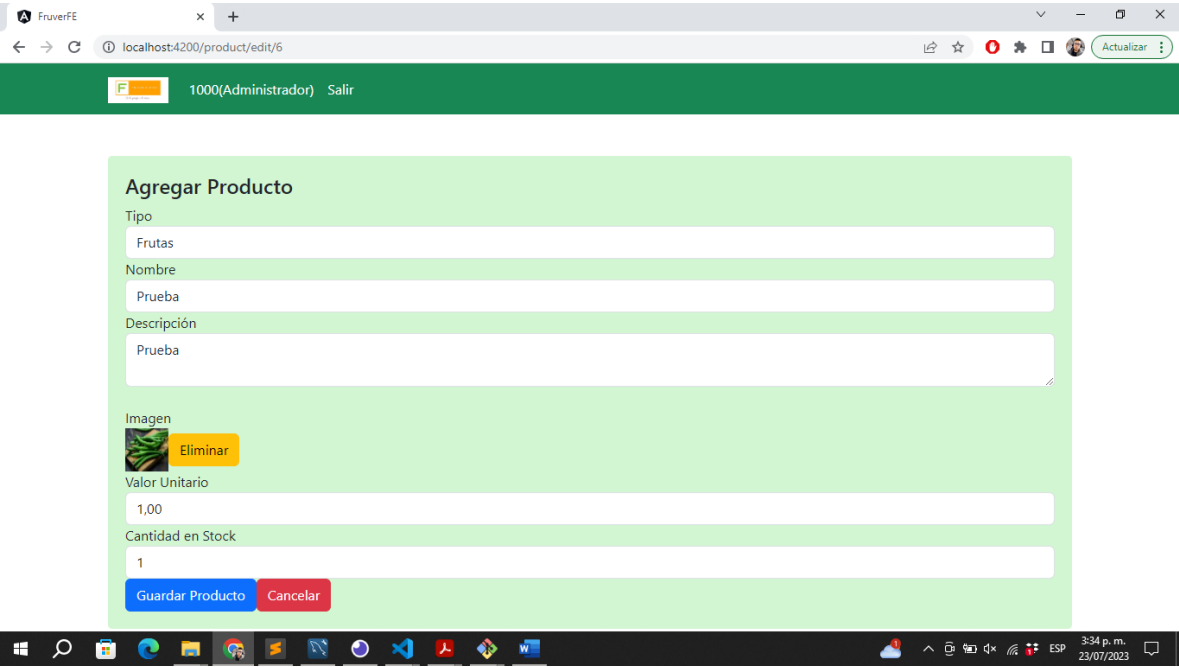 FruverFE
localhost:4200/product/edit/6
Actualizar
F
1000(Administrador) Salir
Agregar Producto
Tipo
Frutas
Nombre
Prueba
Descripción
Prueba
Imagen
Eliminar
Valor Unitario
1,00
Cantidad en Stock
1
Guardar Producto Cancelar
ESP
3:34 p. m.
23/07/2023